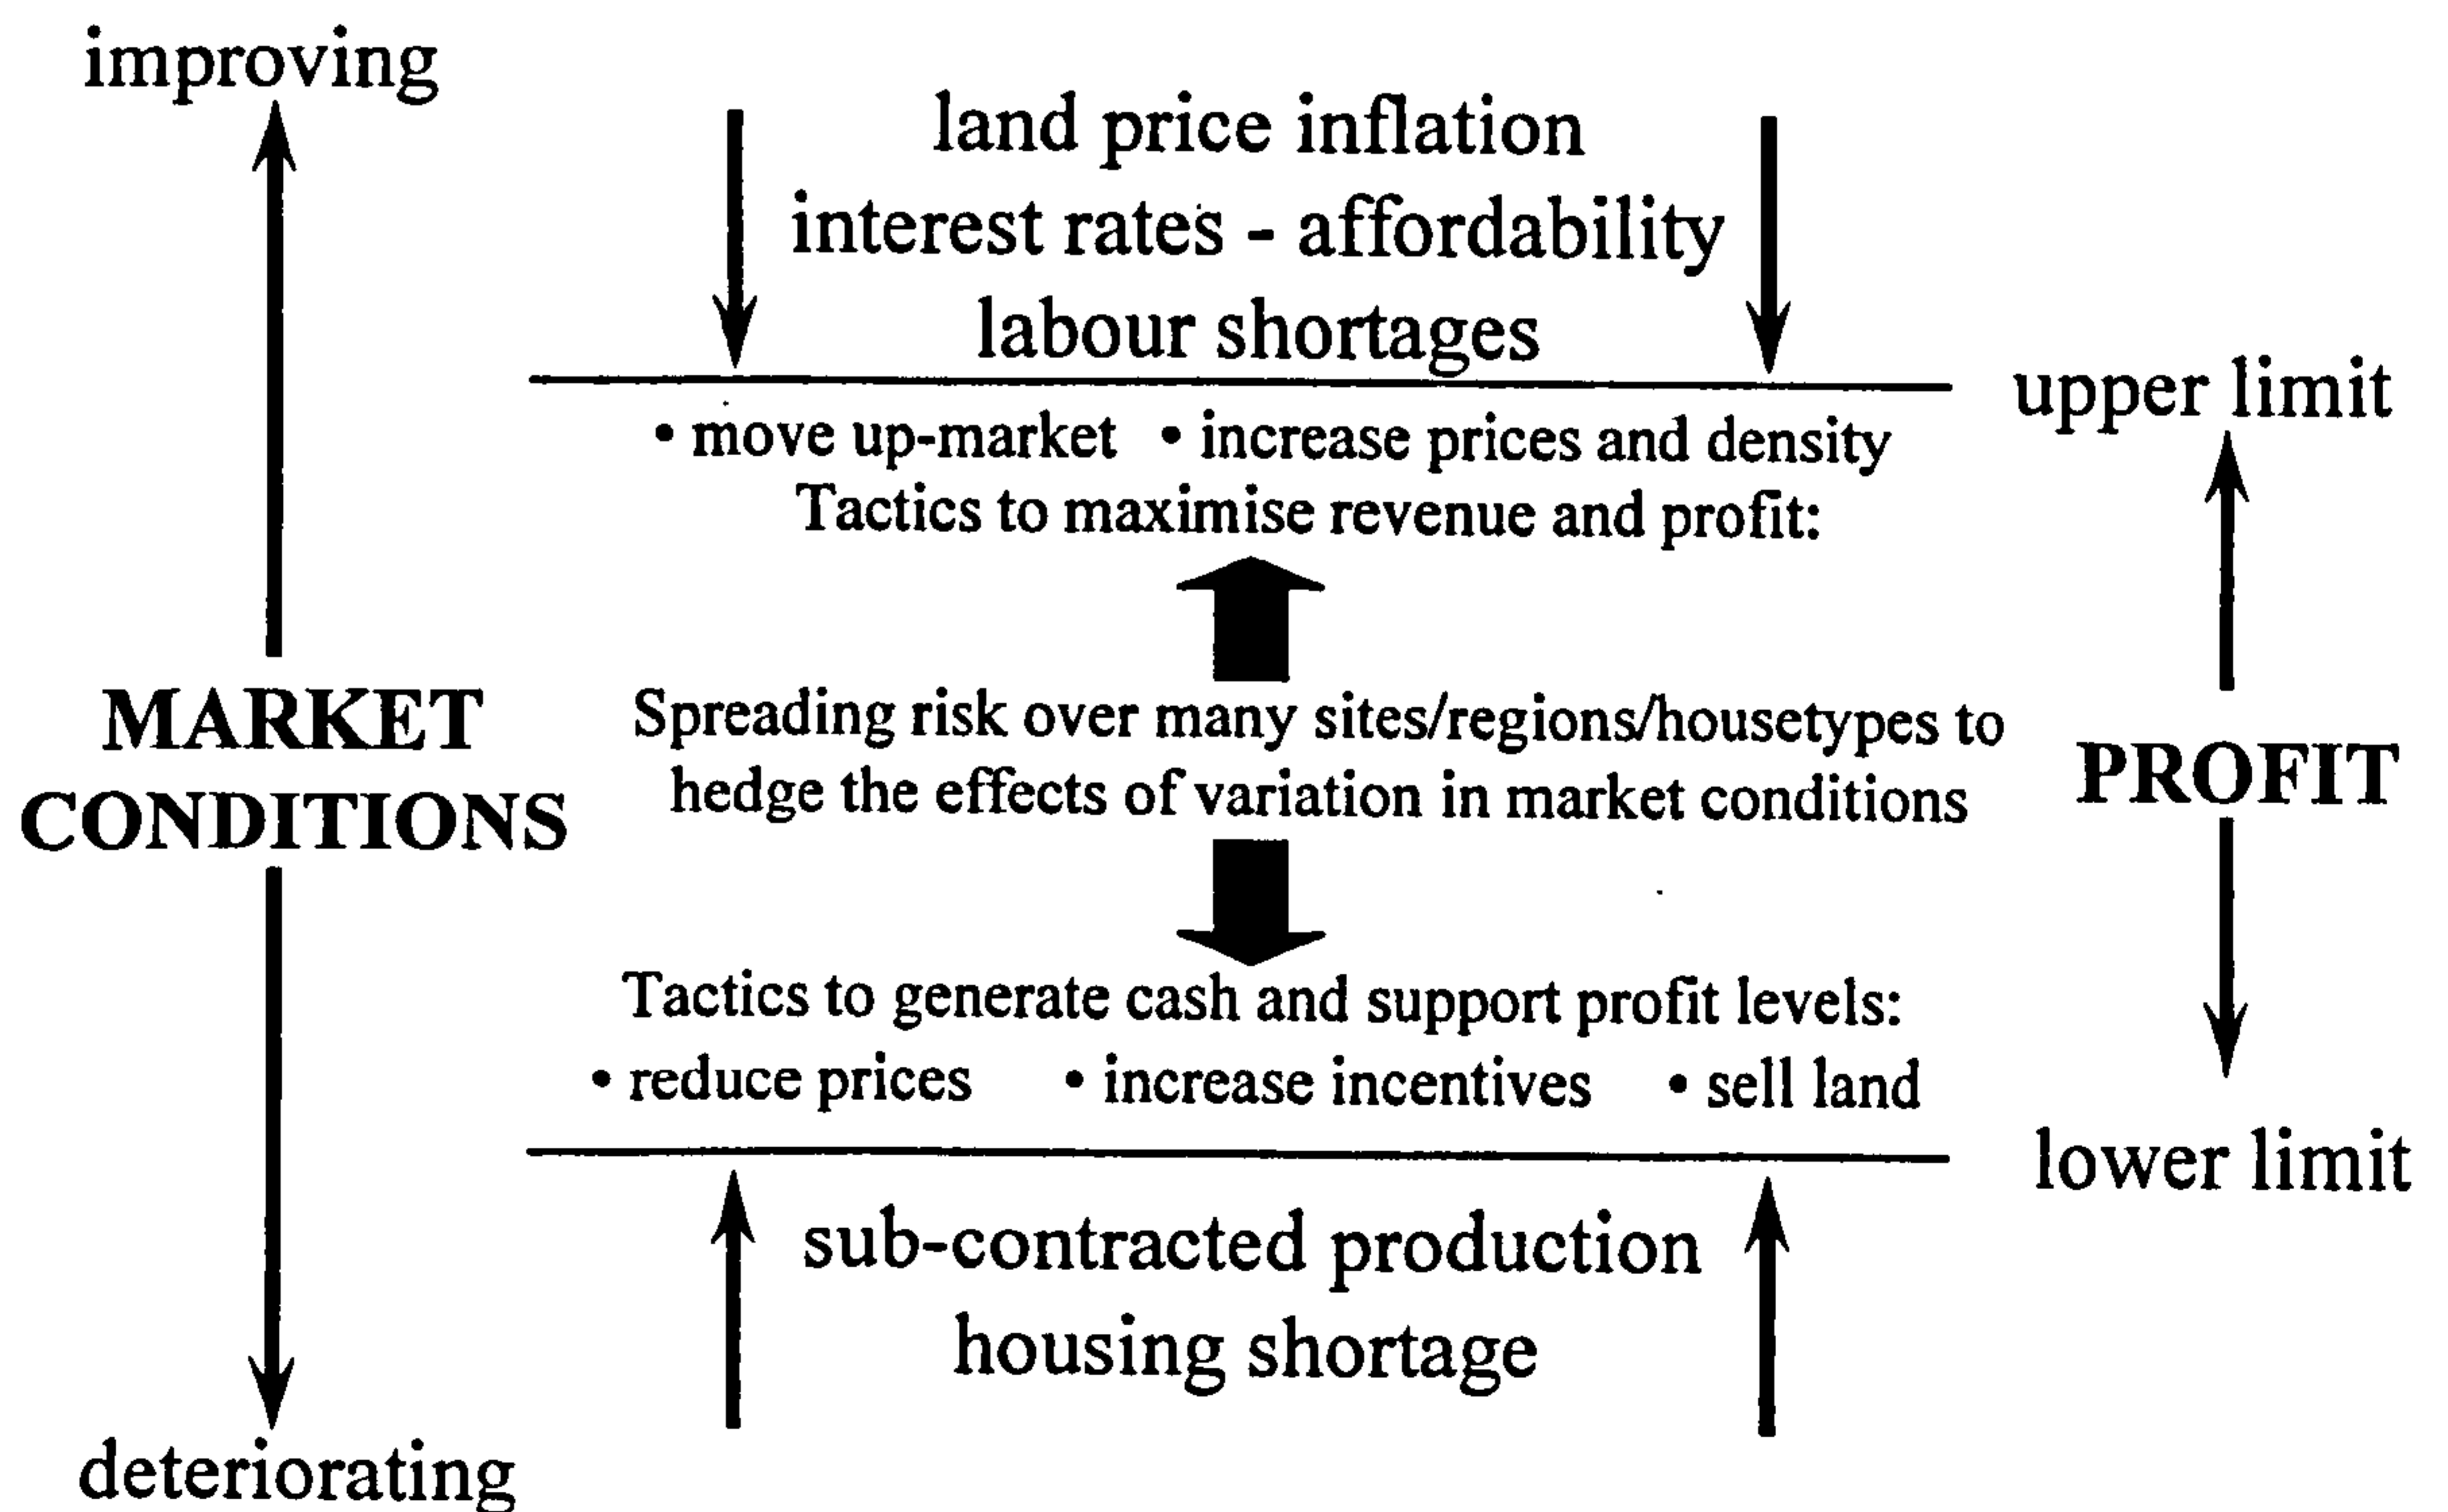 improving
land price inflation
interest rates - affordability
labour shortages
upper limit
• move up-market • increase prices and density
Tactics to maximise revenue and profit:
MARKET
CONDITIONS
Spreading risk over many sites/regions/housetypes to
hedge the effects of variation in market conditions
PROFIT
Tactics to generate cash and support profit levels:
• reduce prices • increase incentives • sell land
lower limit
sub-contracted production
housing shortage
deteriorating